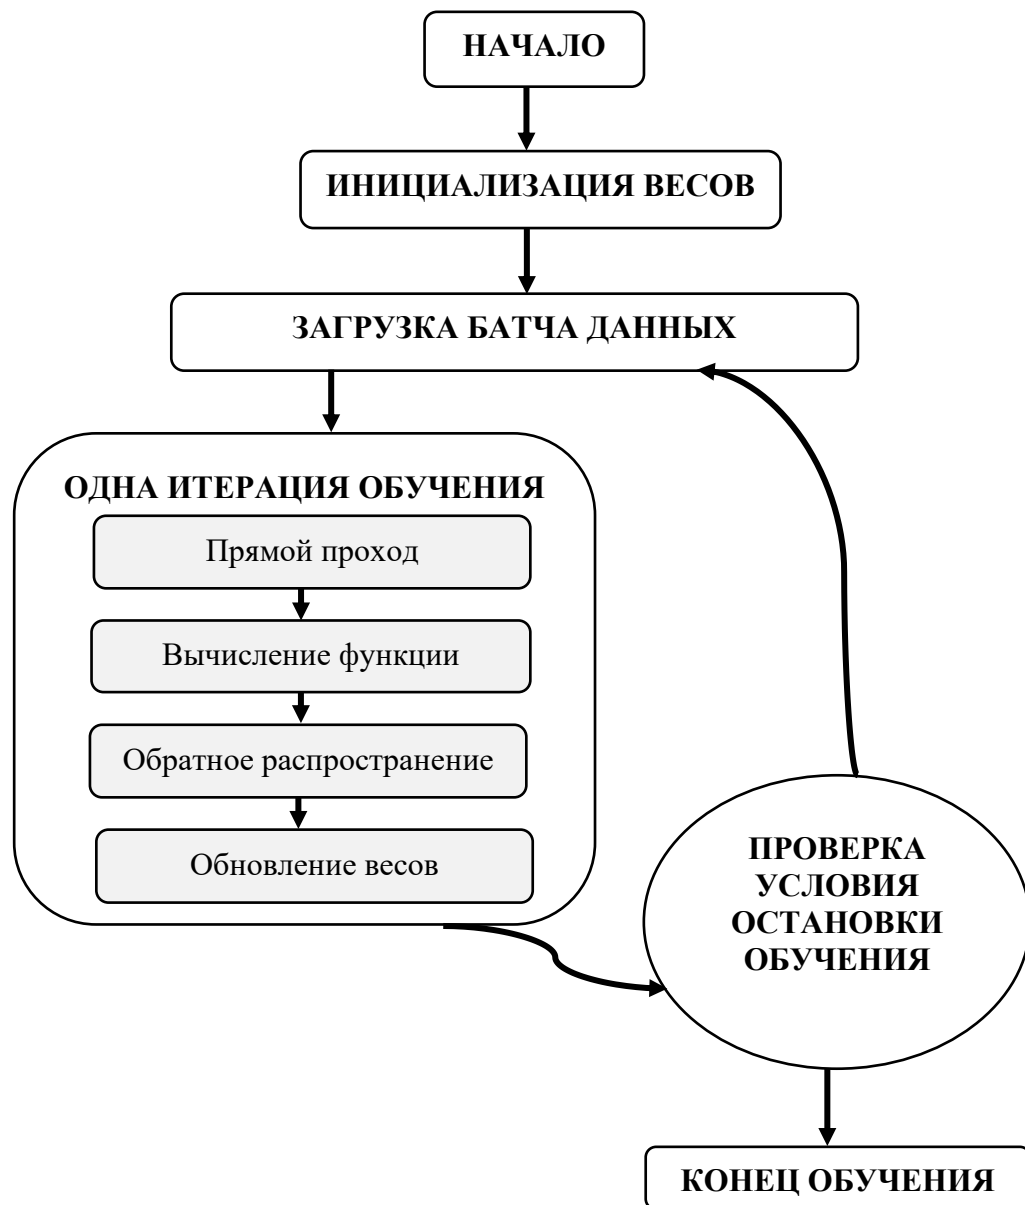 НАЧАЛО
ИНИЦИАЛИЗАЦИЯ ВЕСОВ
ЗАГРУЗКА БАТЧА ДАННЫХ
ОДНА ИТЕРАЦИЯ ОБУЧЕНИЯ
Прямой проход
Вычисление функции
Обратное распространение
Обновление весов
ПРОВЕРКА
УСЛОВИЯ
ОСТАНОВКИ
ОБУЧЕНИЯ
КОНЕЦ ОБУЧЕНИЯ